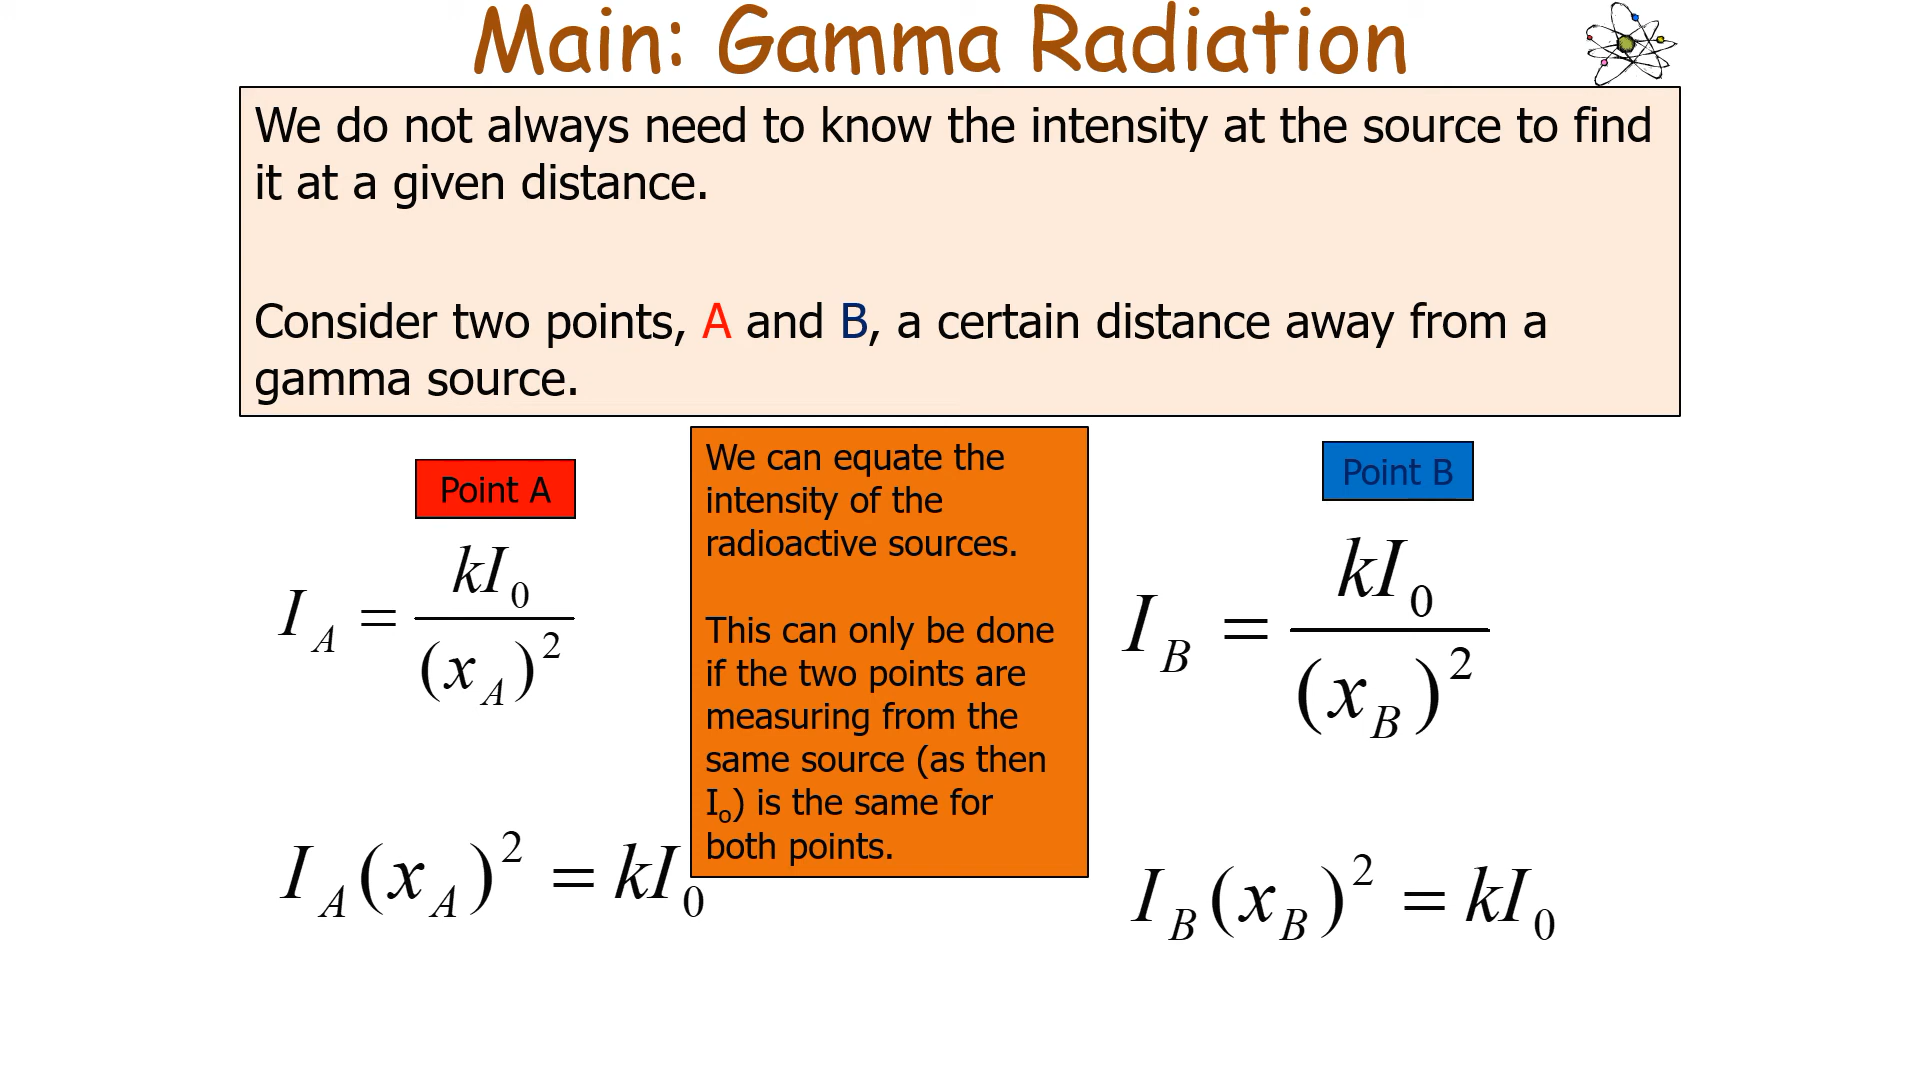 Main: Gamma Radiation
We do not always need to know the intensity at the source to find
it at a given distance.
Consider two points, A and B, a certain distance away from a
gamma source.
Point A
I_A = kI_0 / (x_A)^2
I_A(x_A)^2 = kI_0
We can equate the
intensity of the
radioactive sources.
This can only be done
if the two points are
measuring from the
same source (as then
I_o) is the same for
both points.
Point B
I_B = kI_0 / (x_B)^2
I_B(x_B)^2 = kI_0